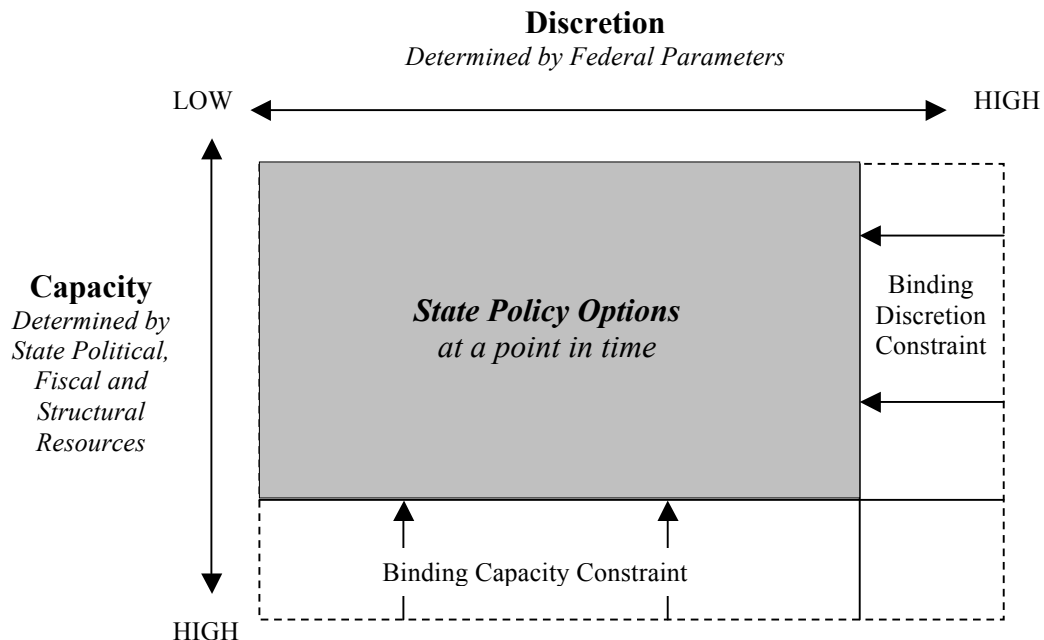 Discretion
Determined by Federal Parameters
LOW
HIGH
Capacity
Determined by
State Political,
Fiscal and
Structural
Resources
State Policy Options
at a point in time
Binding
Discretion
Constraint
Binding Capacity Constraint
HIGH